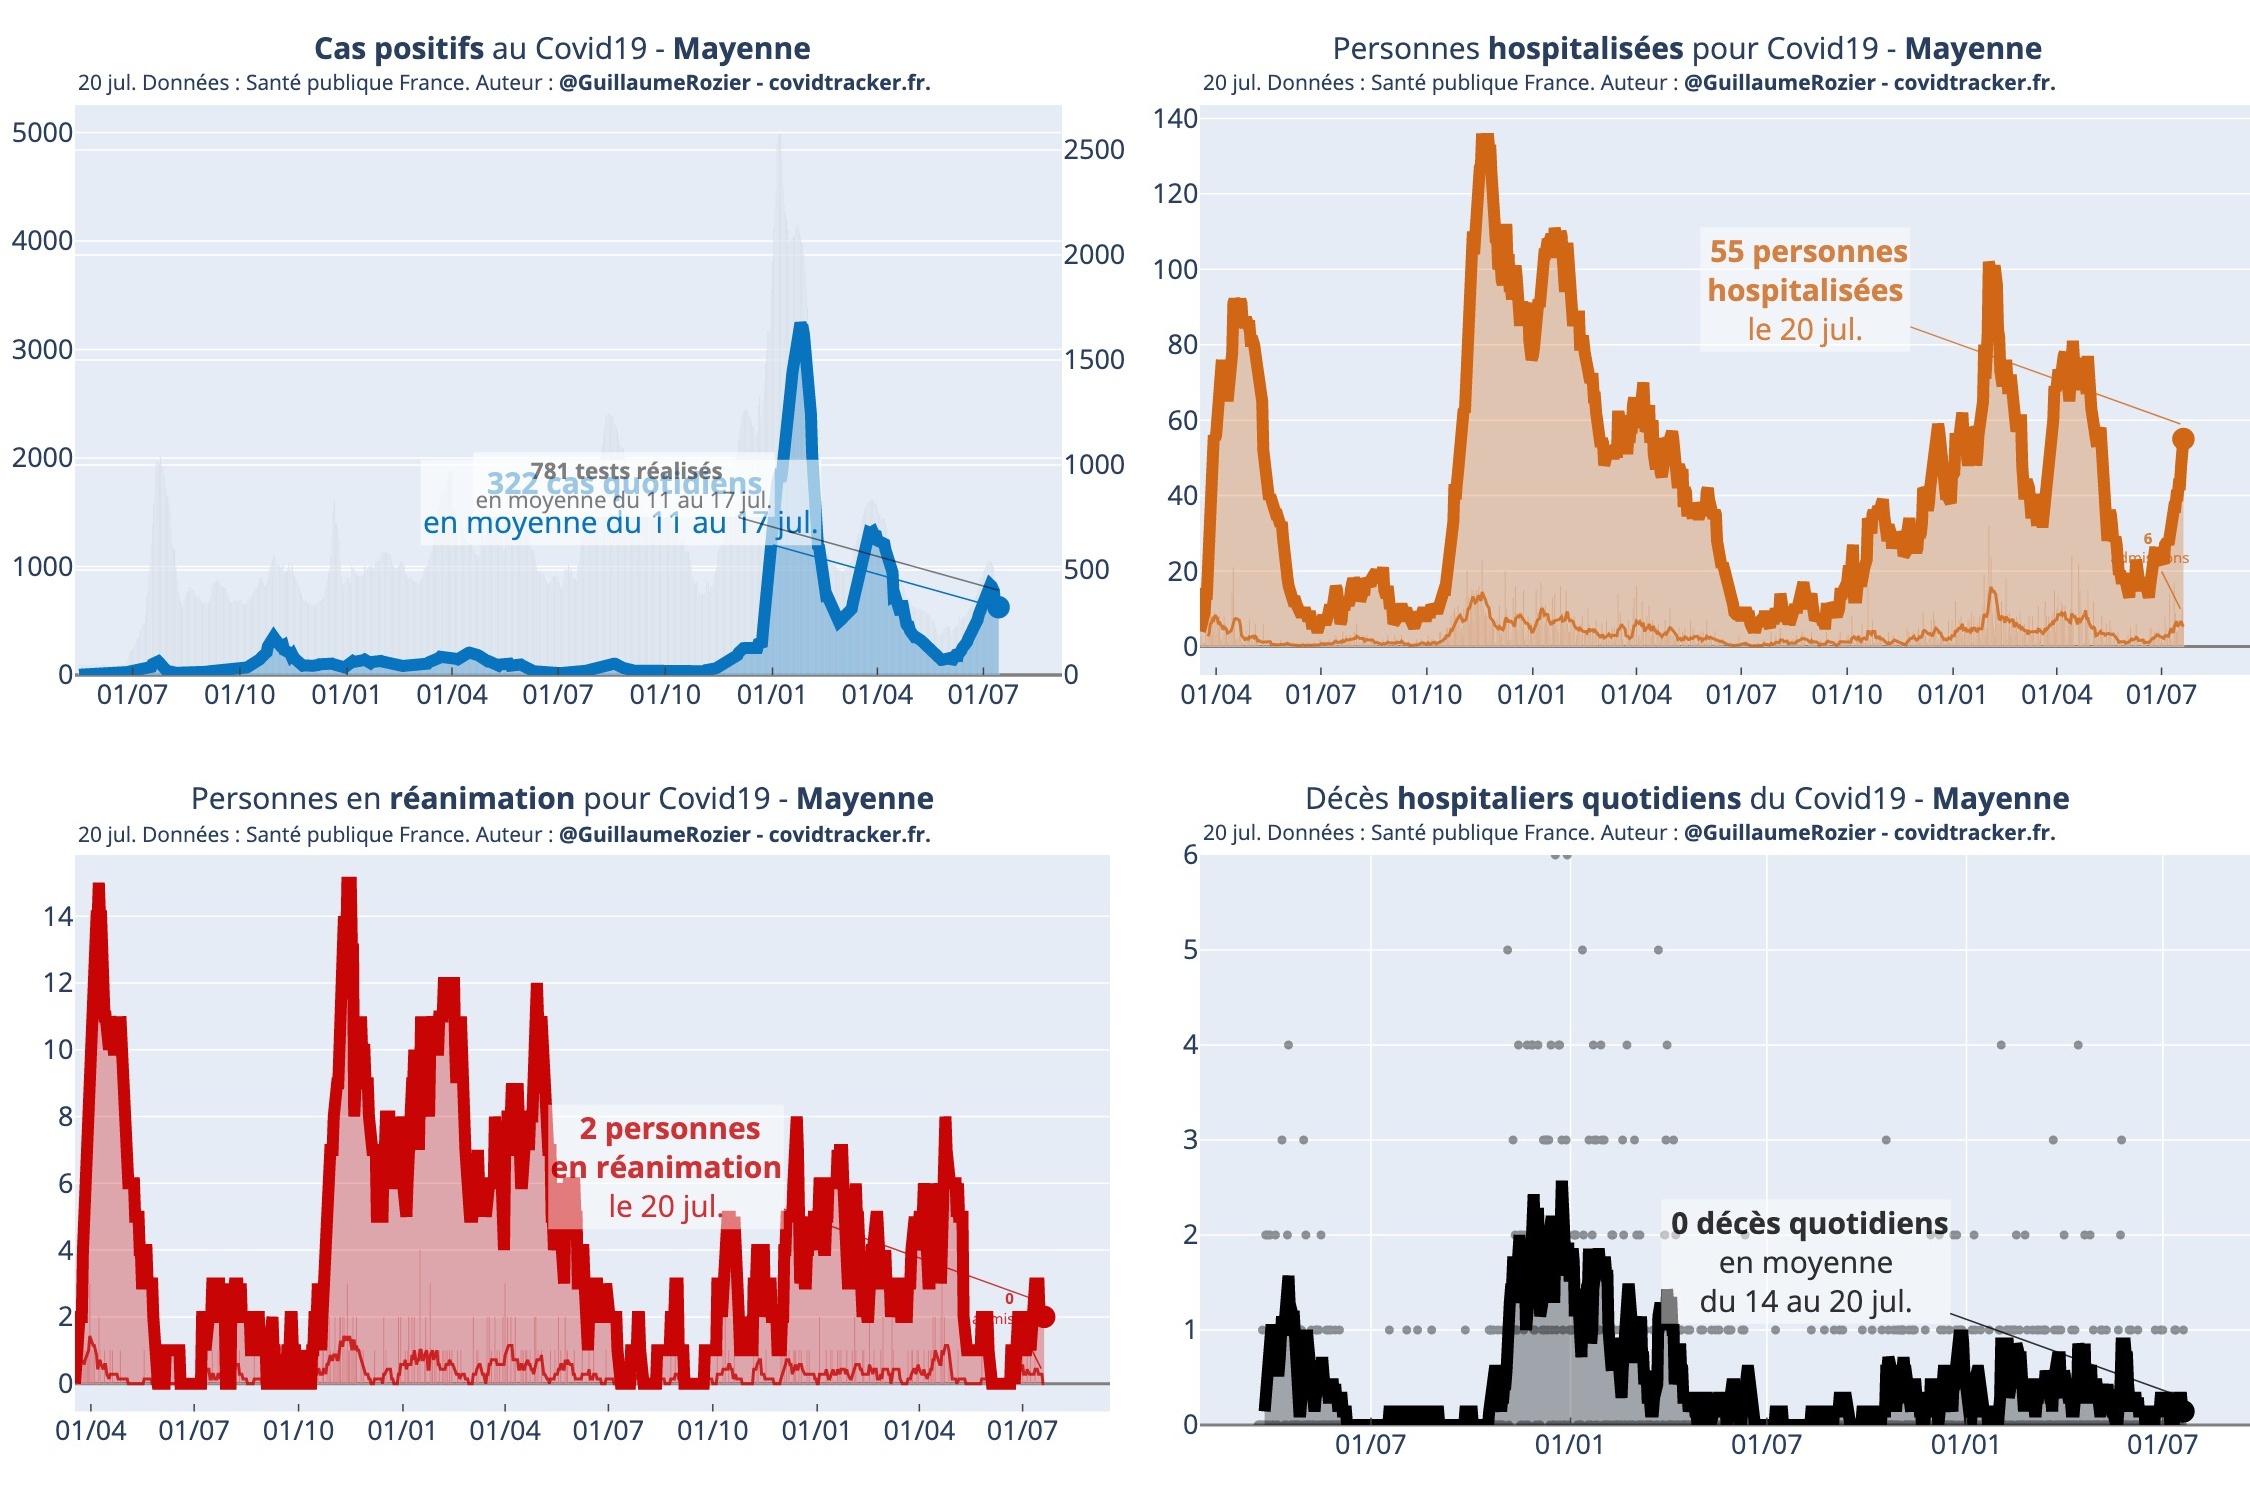 Cas positifs au Covid19 - Mayenne
20 jul. Données : Santé publique France. Auteur : @GuillaumeRozier - covidtracker.fr.
5000
4000
3000
2000
1000
0
2500
2000
1500
1000
500
0
781 tests réalisés
322 cas quotidiens
en moyenne du 11 au 17 jul.
en moyenne du 11 au 17 jul.
01/07 01/10 01/01 01/04 01/07 01/10 01/01 01/04 01/07
Personnes hospitalisées pour Covid19 - Mayenne
20 jul. Données : Santé publique France. Auteur : @GuillaumeRozier - covidtracker.fr.
140
120
100
80
60
40
20
0
55 personnes
hospitalisées
le 20 jul.
6
01/04 01/07 01/10 01/01 01/04 01/07 01/10 01/01 01/04 01/07
Personnes en réanimation pour Covid19 - Mayenne
20 jul. Données : Santé publique France. Auteur : @GuillaumeRozier - covidtracker.fr.
14
12
10
8
6
4
2
0
2 personnes
en réanimation
le 20 jul.
0
01/04 01/07 01/10 01/01 01/04 01/07 01/10 01/01 01/04 01/07
Décès hospitaliers quotidiens du Covid19 - Mayenne
20 jul. Données : Santé publique France. Auteur : @GuillaumeRozier - covidtracker.fr.
6
5
4
3
2
1
0
0 décès quotidiens
en moyenne
du 14 au 20 jul.
01/07 01/01 01/07 01/01 01/07